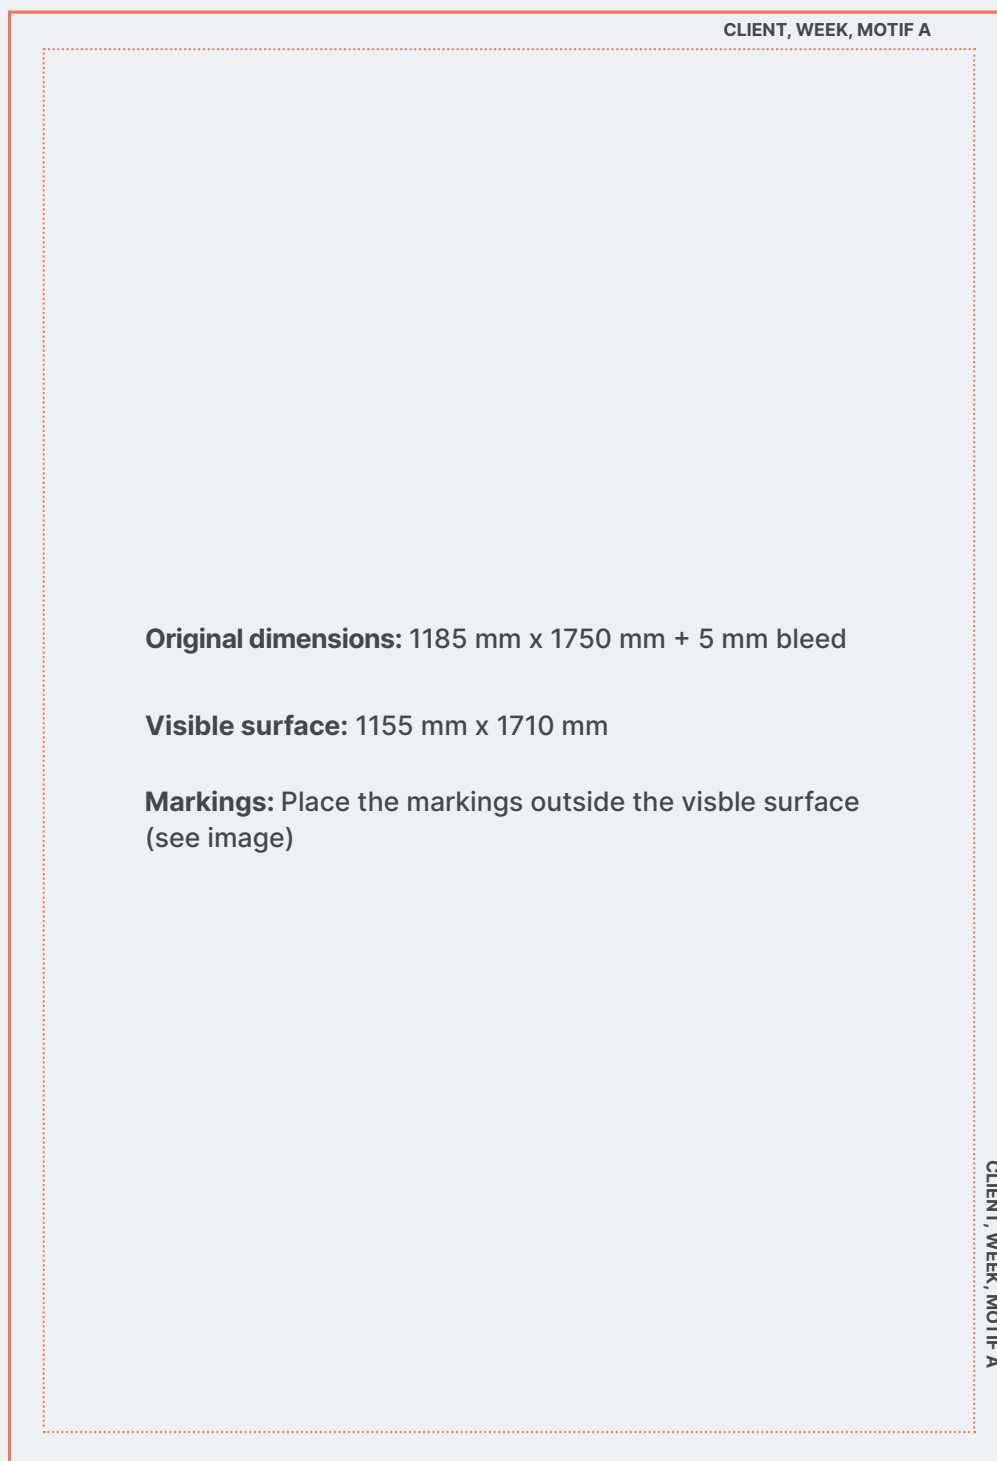 CLIENT, WEEK, MOTIF A
Original dimensions: 1185 mm x 1750 mm + 5 mm bleed
Visible surface: 1155 mm x 1710 mm
Markings: Place the markings outside the visble surface
(see image)
CLIENT, WEEK, MOTIF A